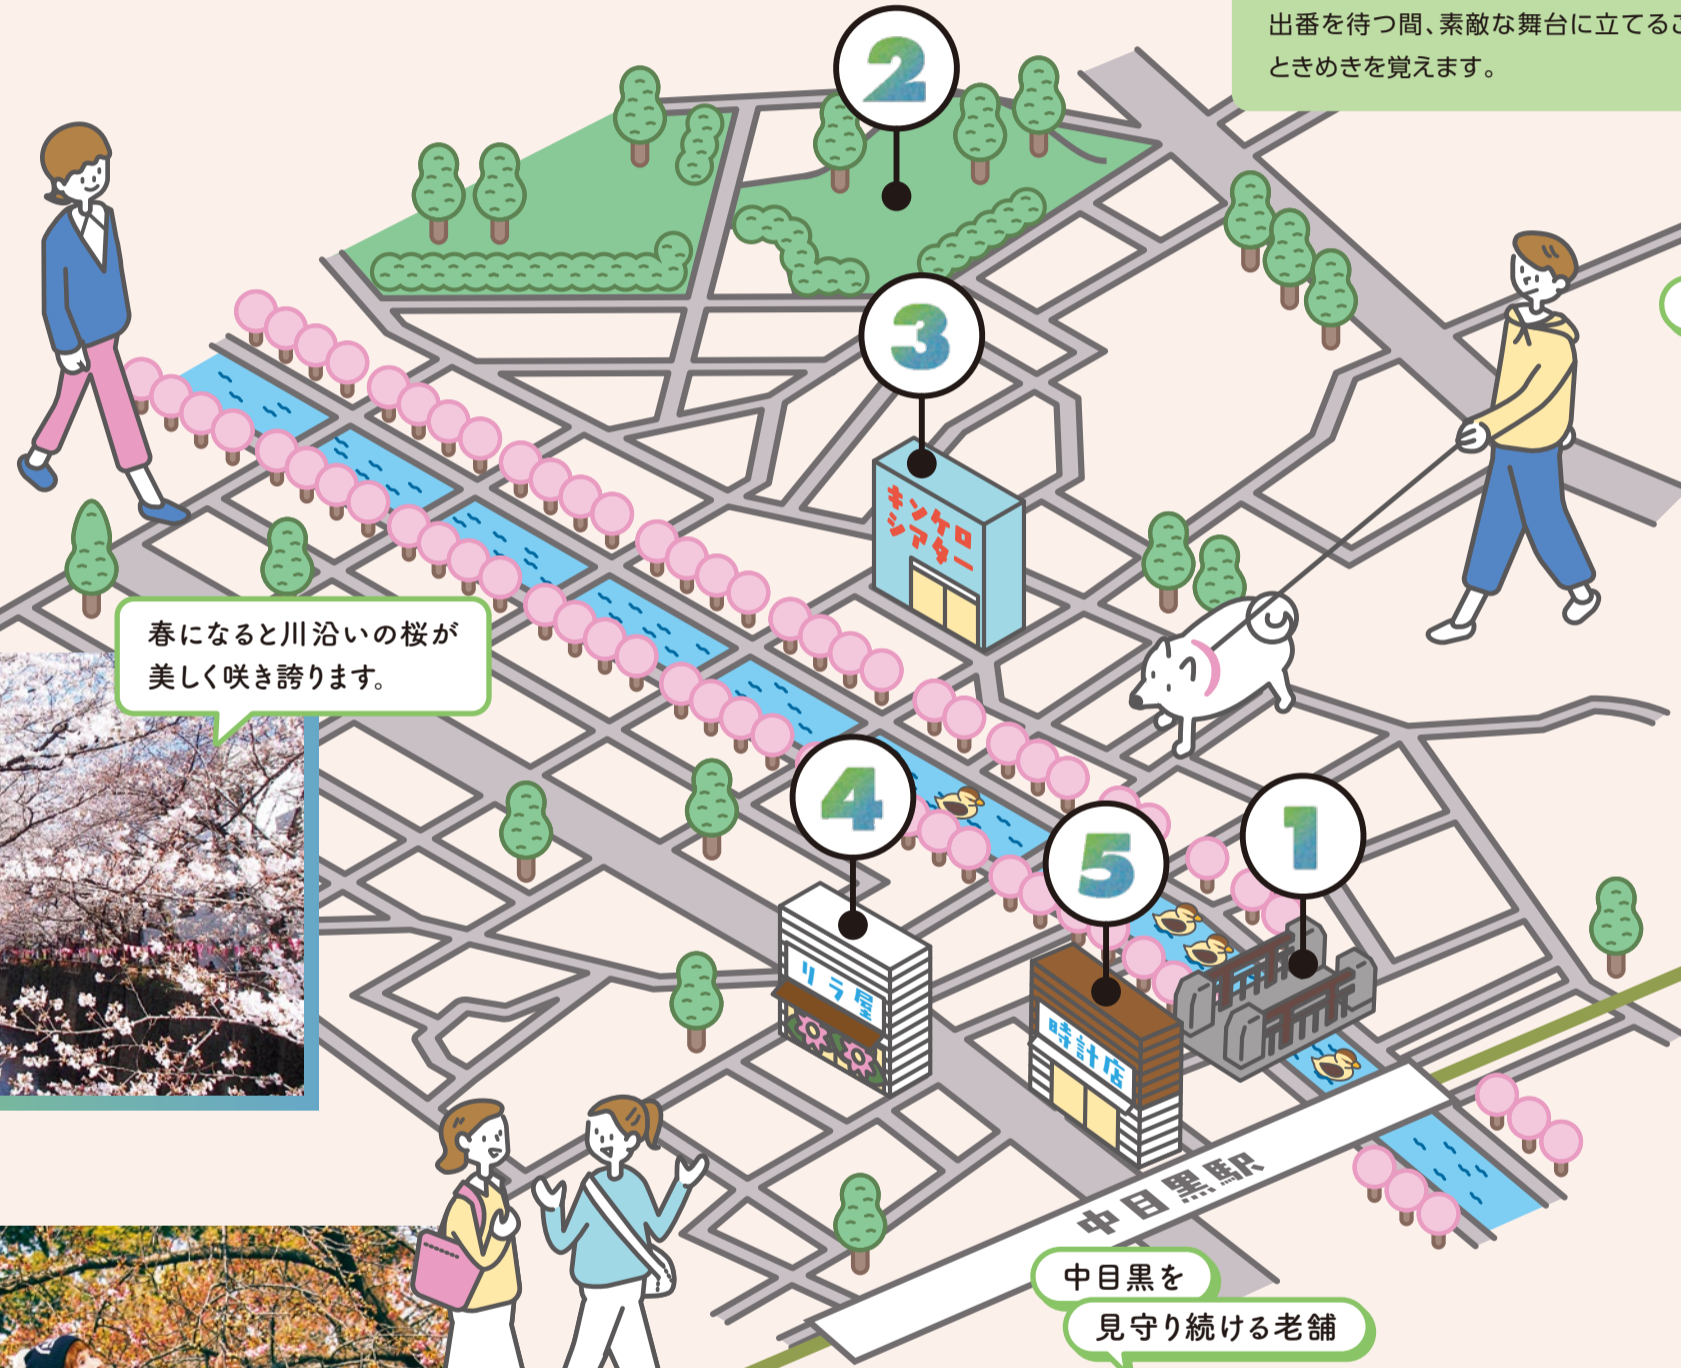 出番を待つ間、素敵な舞台に立てるこ
ときめきを覚えます。
2
3
キンケロ
シアター
春になると川沿いの桜が
美しく咲き誇ります。
4
5
1
リラ屋
時計店
中目黒駅
中目黒を
見守り続ける老舗